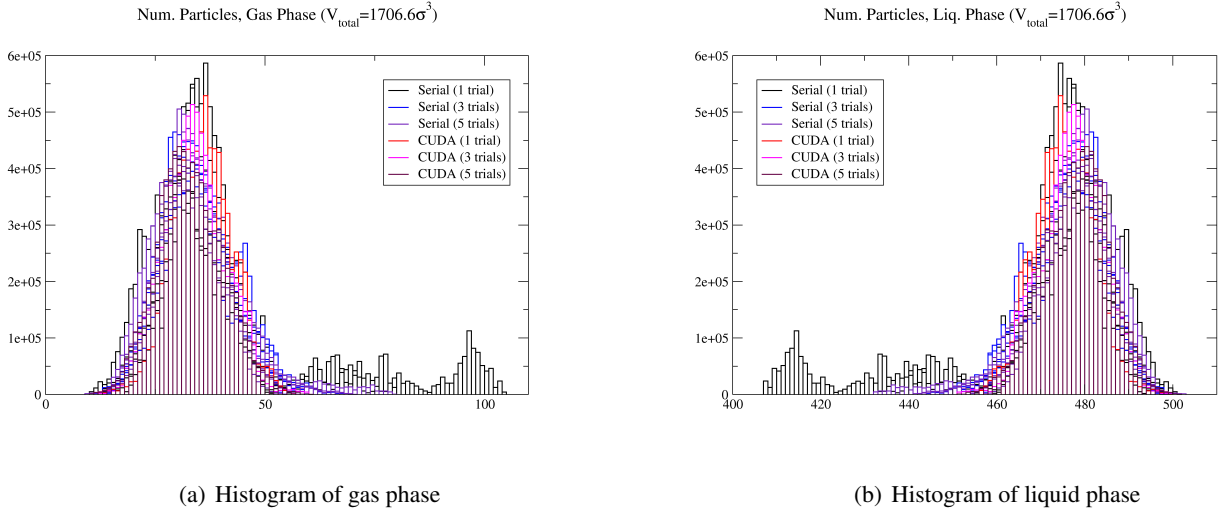 Num. Particles, Gas Phase (V_total=1706.6σ^3)
6e+05
5e+05
4e+05
3e+05
2e+05
1e+05
0
0
50
100
Serial (1 trial)
Serial (3 trials)
Serial (5 trials)
CUDA (1 trial)
CUDA (3 trials)
CUDA (5 trials)
(a) Histogram of gas phase
Num. Particles, Liq. Phase (V_total=1706.6σ^3)
6e+05
5e+05
4e+05
3e+05
2e+05
1e+05
0
400
420
440
460
480
500
Serial (1 trial)
Serial (3 trials)
Serial (5 trials)
CUDA (1 trial)
CUDA (3 trials)
CUDA (5 trials)
(b) Histogram of liquid phase